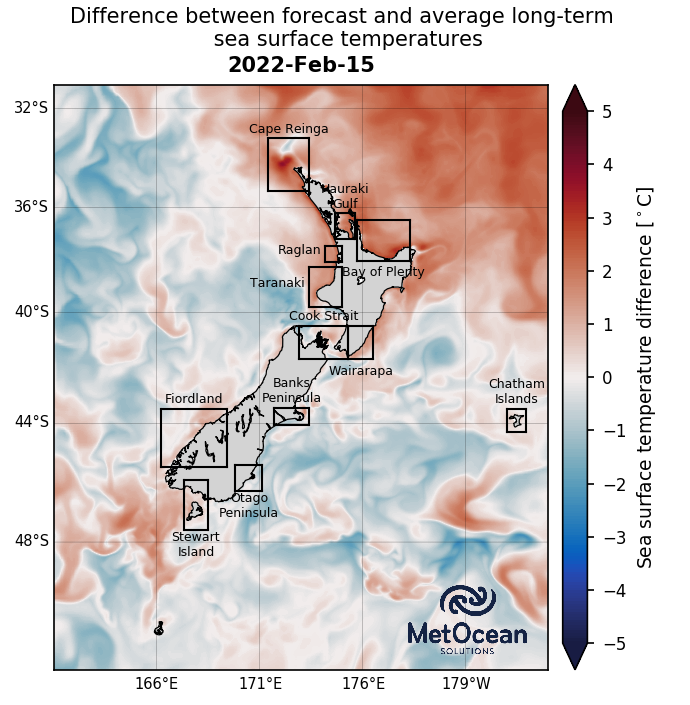 Difference between forecast and average long-term
sea surface temperatures
2022-Feb-15
32°S
36°S
40°S
44°S
48°S
Cape Reinga
Hauraki
Gulf
Raglan
Bay of Plenty
Taranaki
Cook Strait
Wairarapa
Banks
Peninsula
Fiordland
Chatham
Islands
Otago
Peninsula
Stewart
Island
MetOcean
SOLUTIONS
166°E
171°E
176°E
179°W
5
4
3
2
1
0
−1
−2
−3
−4
−5
Sea surface temperature difference [°C]